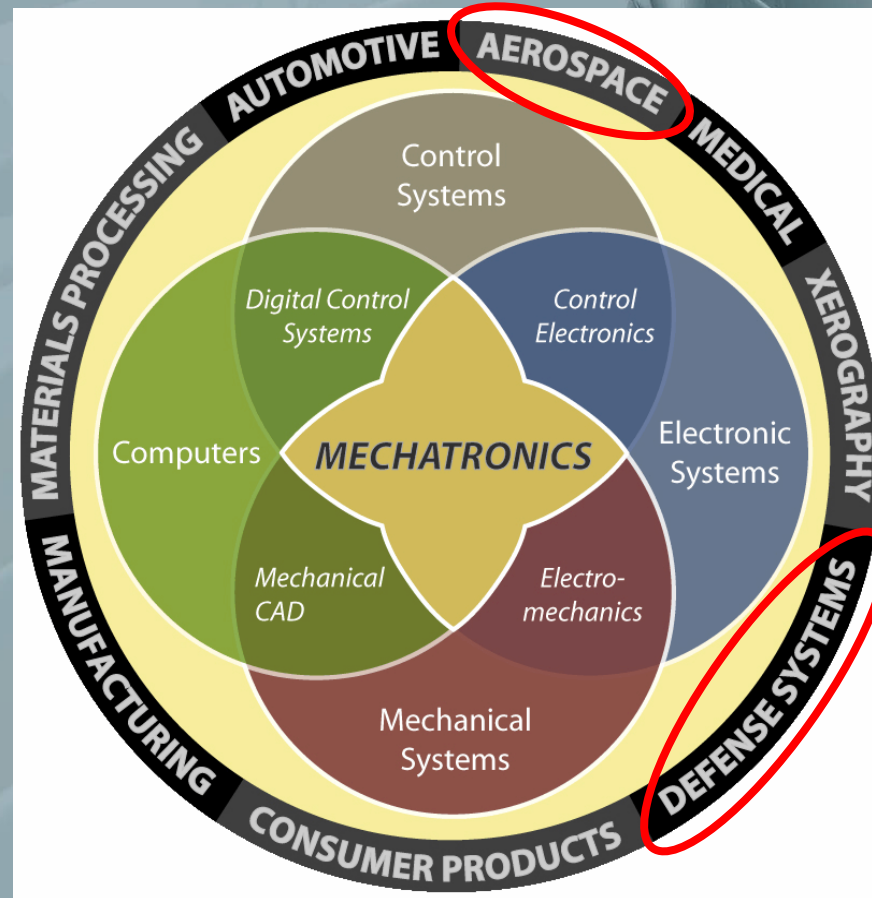 AUTOMOTIVE
AEROSPACE
MEDICAL
XEROGRAPHY
DEFENSE SYSTEMS
CONSUMER PRODUCTS
MANUFACTURING
MATERIALS PROCESSING
Control
Systems
Digital Control
Systems
Control
Electronics
Computers
MECHATRONICS
Electronic
Systems
Mechanical
CAD
Electro-
mechanics
Mechanical
Systems